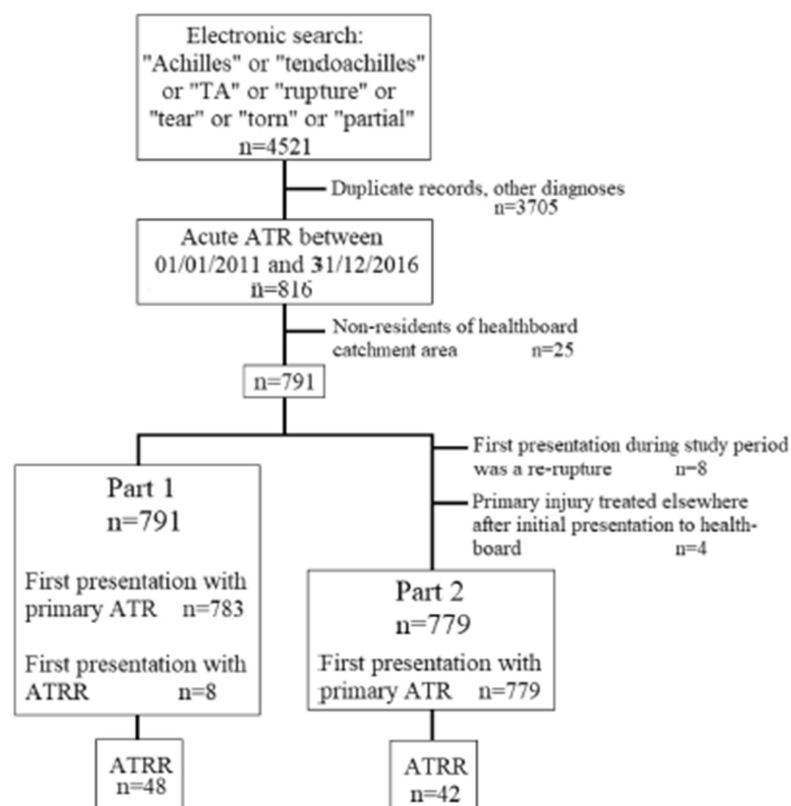 Electronic search:
"Achilles" or "tendoachilles"
or "TA" or "rupture" or
"tear" or "torn" or "partial"
n=4521
Duplicate records, other diagnoses
n=3705
Acute ATR between
01/01/2011 and 31/12/2016
n=816
Non-residents of healthboard
catchment area n=25
n=791
First presentation during study period
was a re-rupture n=8
Primary injury treated elsewhere
after initial presentation to health-
board n=4
Part 1
n=791
First presentation with
primary ATR n=783
First presentation with
ATRR n=8
Part 2
n=779
First presentation with
primary ATR n=779
ATRR
n=48
ATRR
n=42